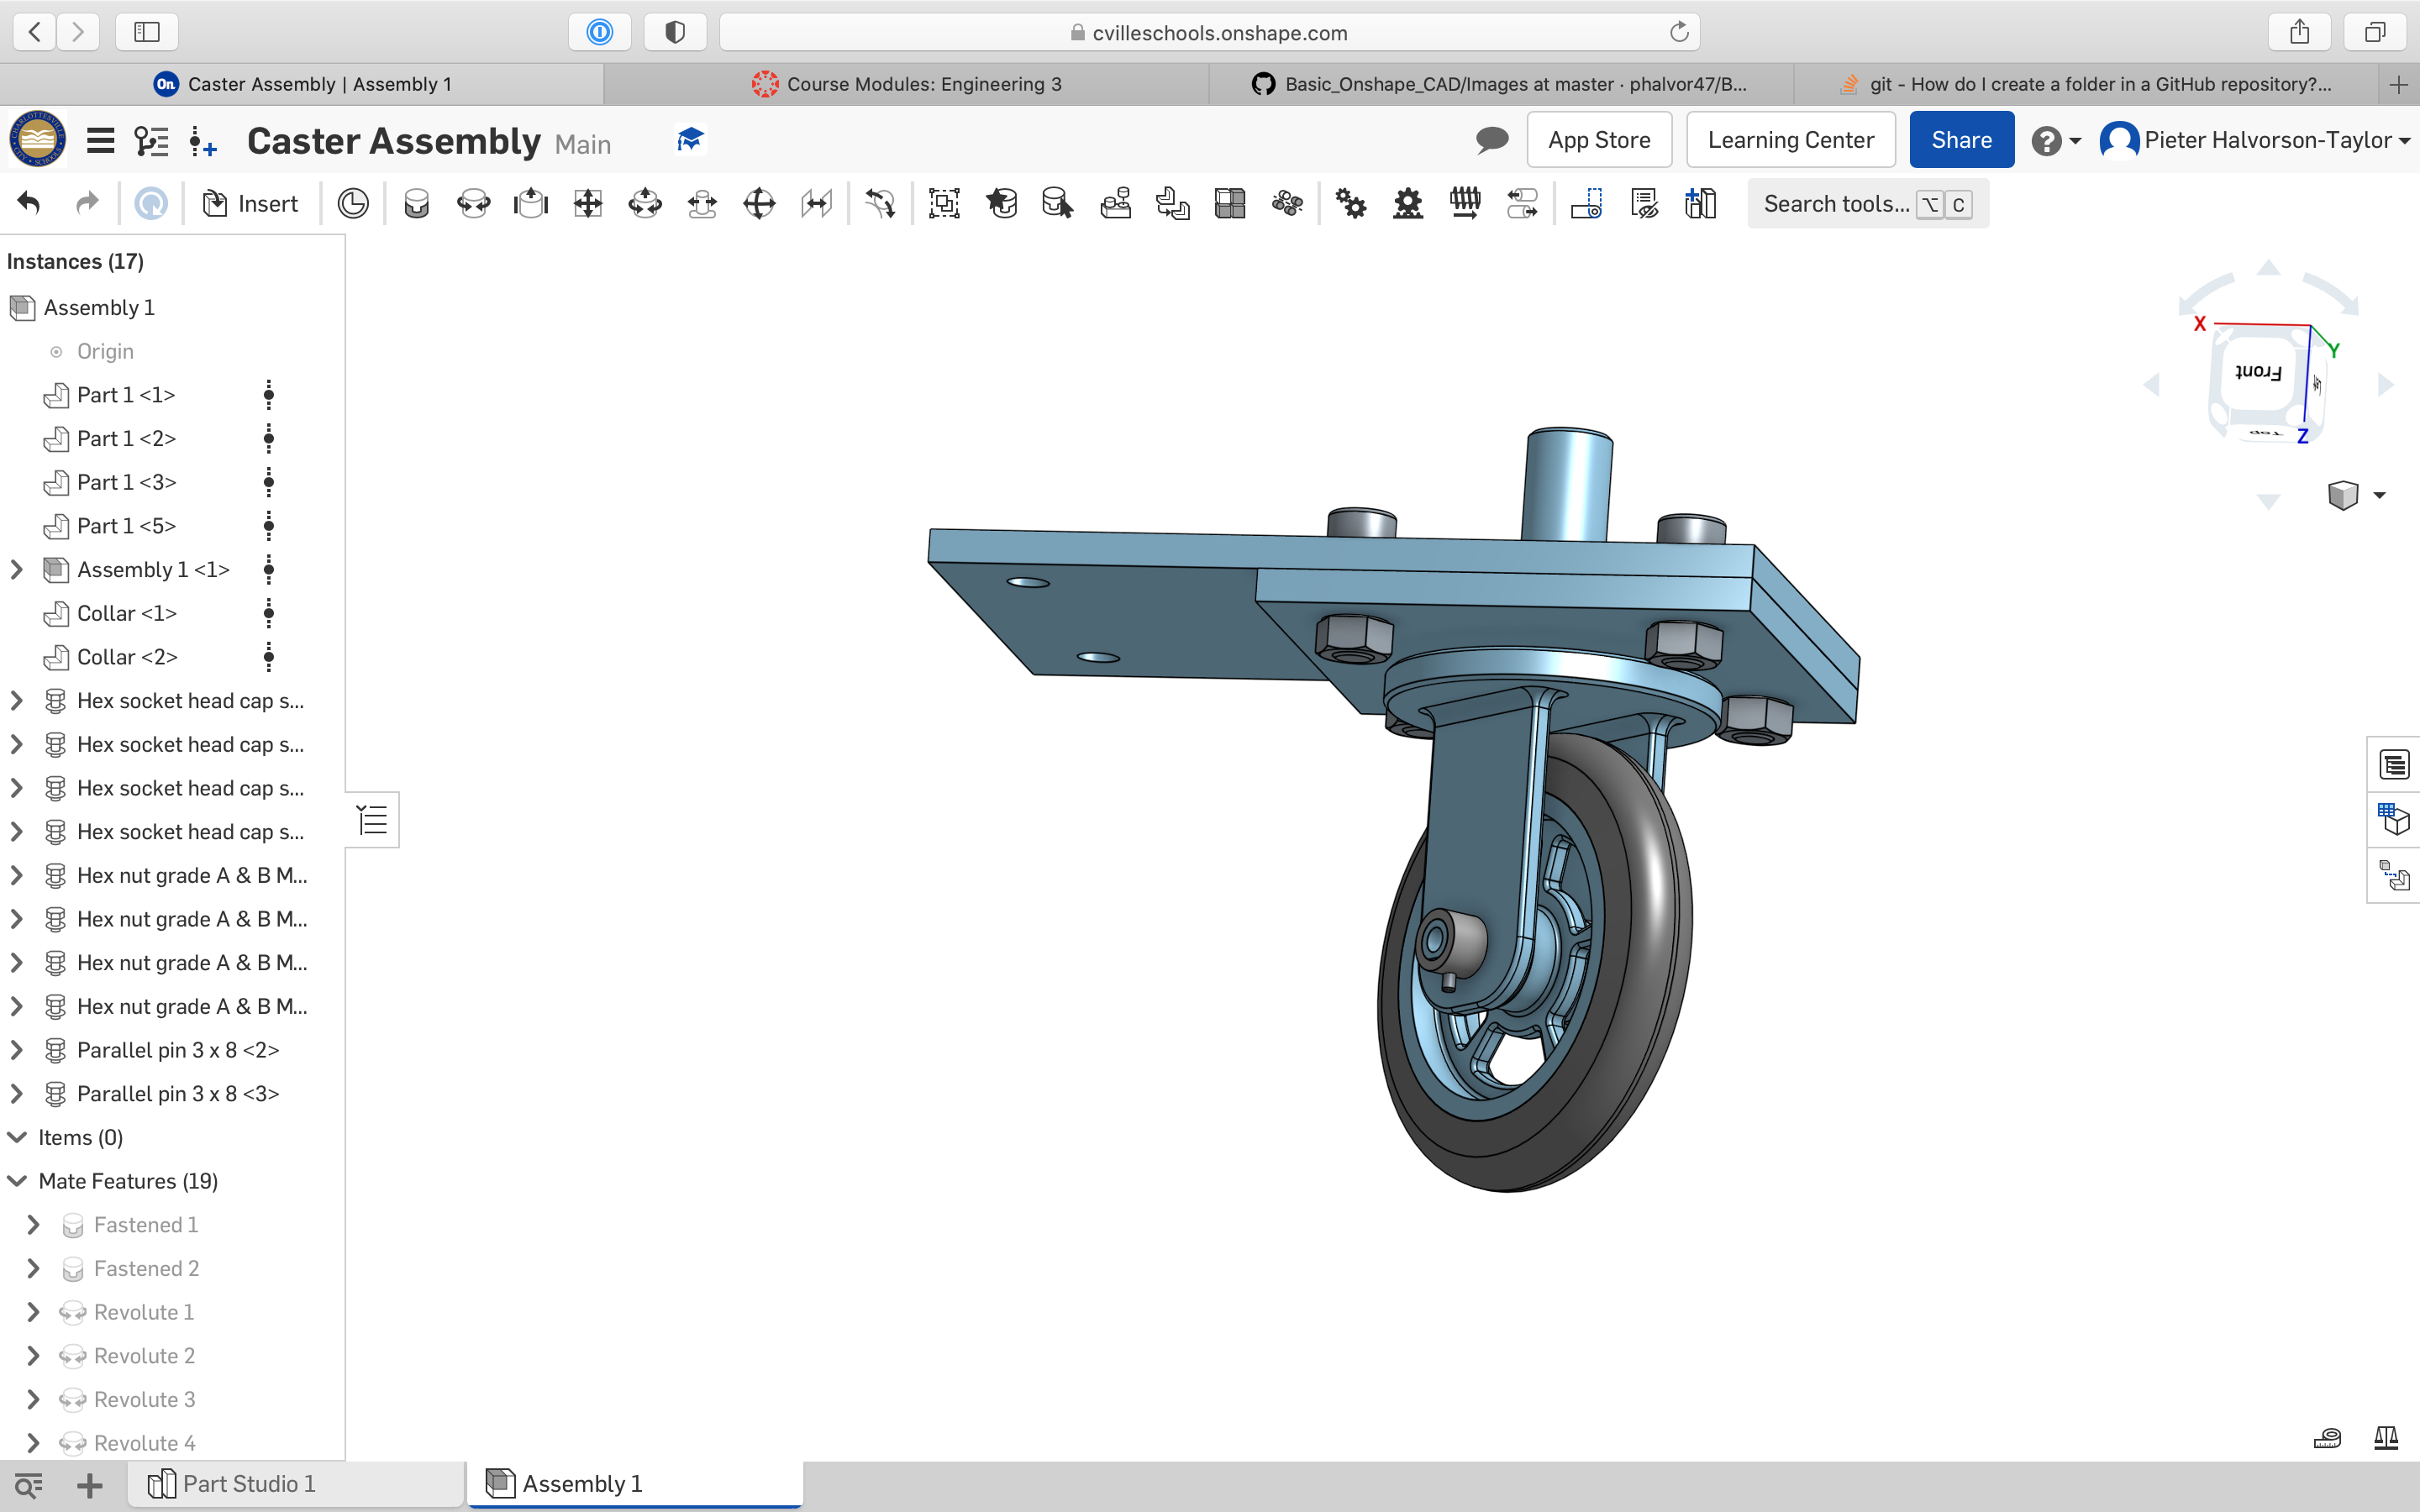 cvilleschools.onshape.com
On Caster Assembly | Assembly 1
Course Modules: Engineering 3
Basic_Onshape_CAD/Images at master · phalvor47/B...
git - How do I create a folder in a GitHub repository?...
Caster Assembly Main
App Store
Learning Center
Share
Pieter Halvorson-Taylor
Insert
Search tools... ⌥ C
Instances (17)
Assembly 1
Origin
Part 1 <1>
Part 1 <2>
Part 1 <3>
Part 1 <5>
Assembly 1 <1>
Collar <1>
Collar <2>
Hex socket head cap s...
Hex socket head cap s...
Hex socket head cap s...
Hex socket head cap s...
Hex nut grade A & B M...
Hex nut grade A & B M...
Hex nut grade A & B M...
Hex nut grade A & B M...
Parallel pin 3 x 8 <2>
Parallel pin 3 x 8 <3>
Items (0)
Mate Features (19)
Fastened 1
Fastened 2
Revolute 1
Revolute 2
Revolute 3
Revolute 4
X
Y
Front
Top
Z
Part Studio 1
Assembly 1